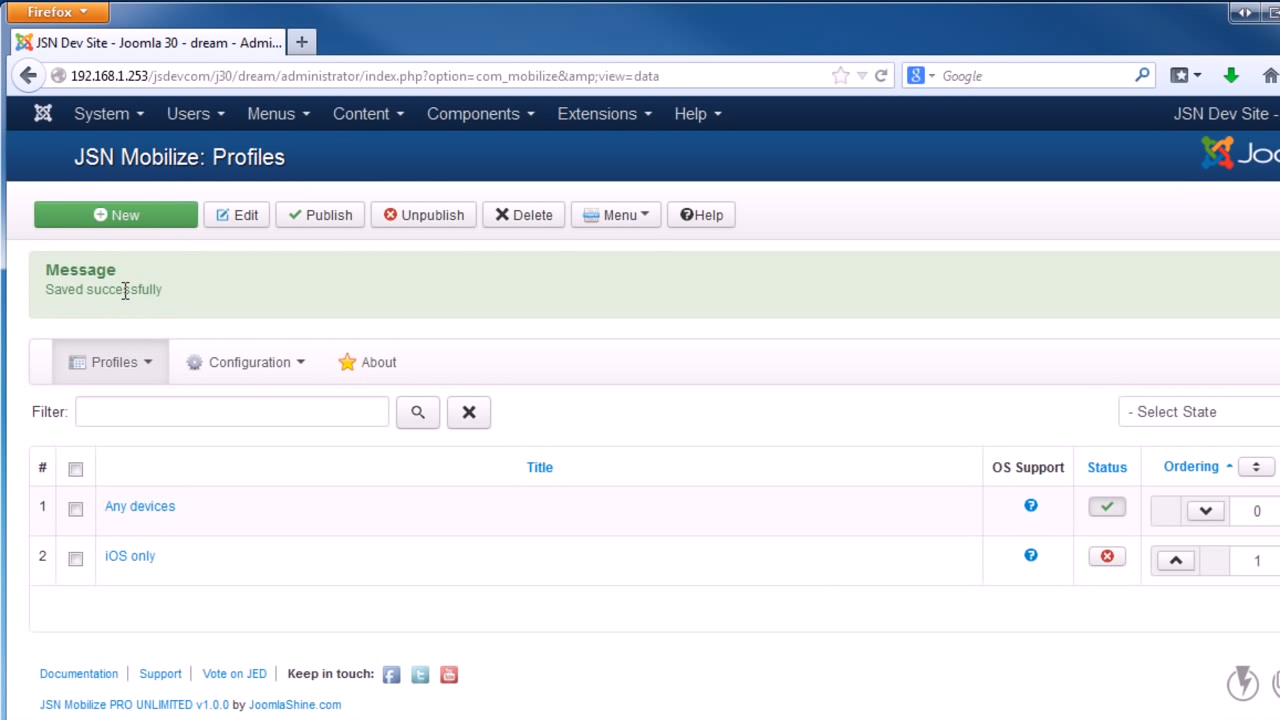 Firefox
JSN Dev Site - Joomla 30 - dream - Admi...
192.168.1.253/jsdevcom/j30/dream/administrator/index.php?option=com_mobilize&amp;view=data
Google
System Users Menus Content Components Extensions Help JSN Dev Site -
JSN Mobilize: Profiles
New Edit Publish Unpublish Delete Menu Help
Message
Saved successfully
Profiles Configuration About
Filter: - Select State
# Title OS Support Status Ordering
1 Any devices 0
2 iOS only 1
Documentation Support Vote on JED Keep in touch:
JSN Mobilize PRO UNLIMITED v1.0.0 by JoomlaShine.com